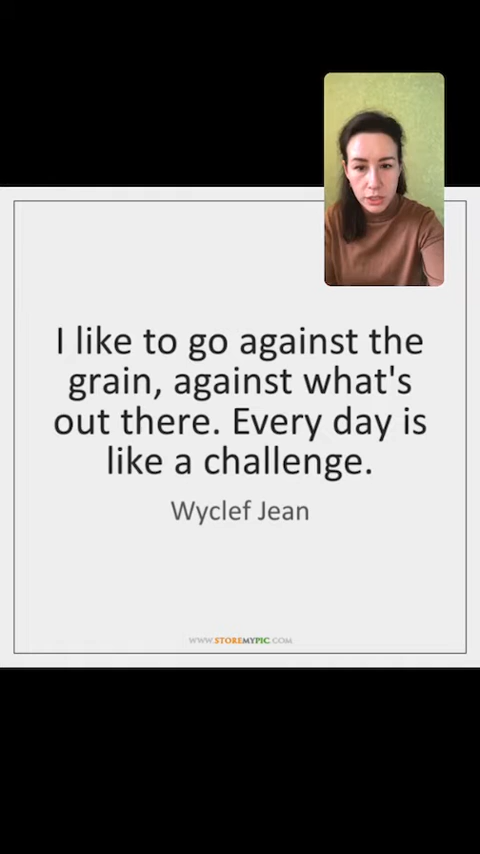 I like to go against the
grain, against what's
out there. Every day is
like a challenge.
Wyclef Jean
WWW.STOREMYPIC.COM